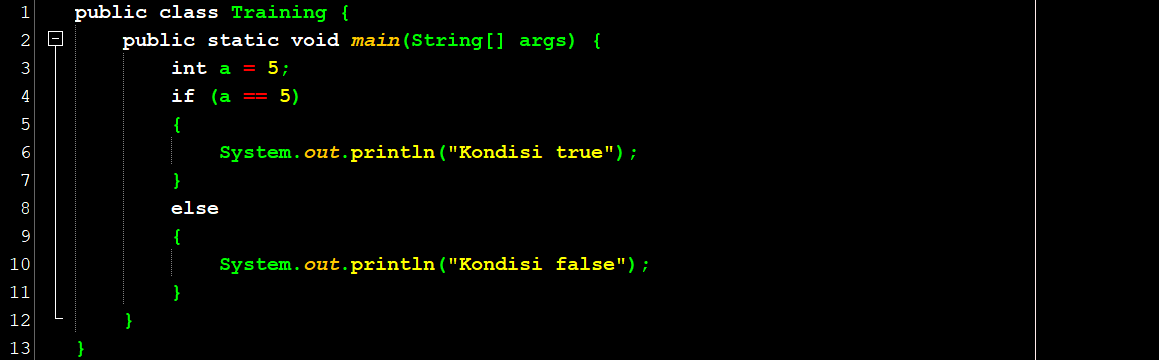 1 public class Training {
2 public static void main(String[] args) {
3 int a = 5;
4 if (a == 5)
5 {
6 System.out.println("Kondisi true");
7 }
8 else
9 {
10 System.out.println("Kondisi false");
11 }
12 }
13 }